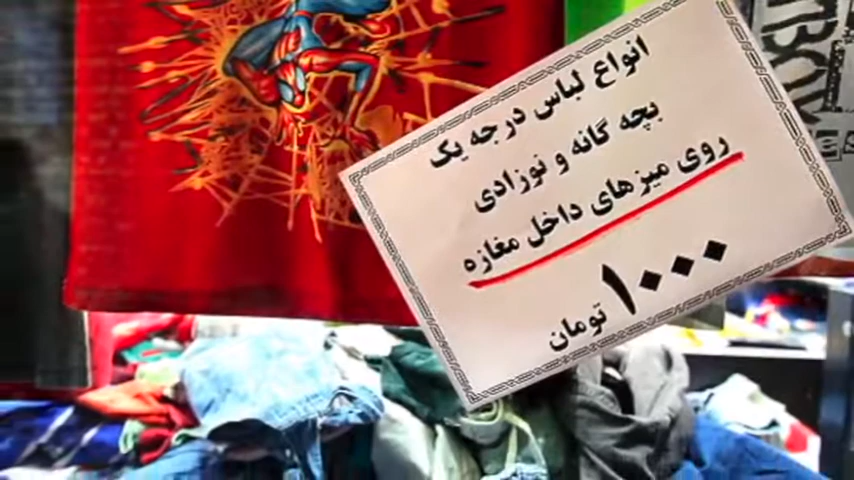 انواع لباس درجه یک
بچه گانه و نوزادی
روی میزهای داخل مغازه
۱۰۰۰ تومان